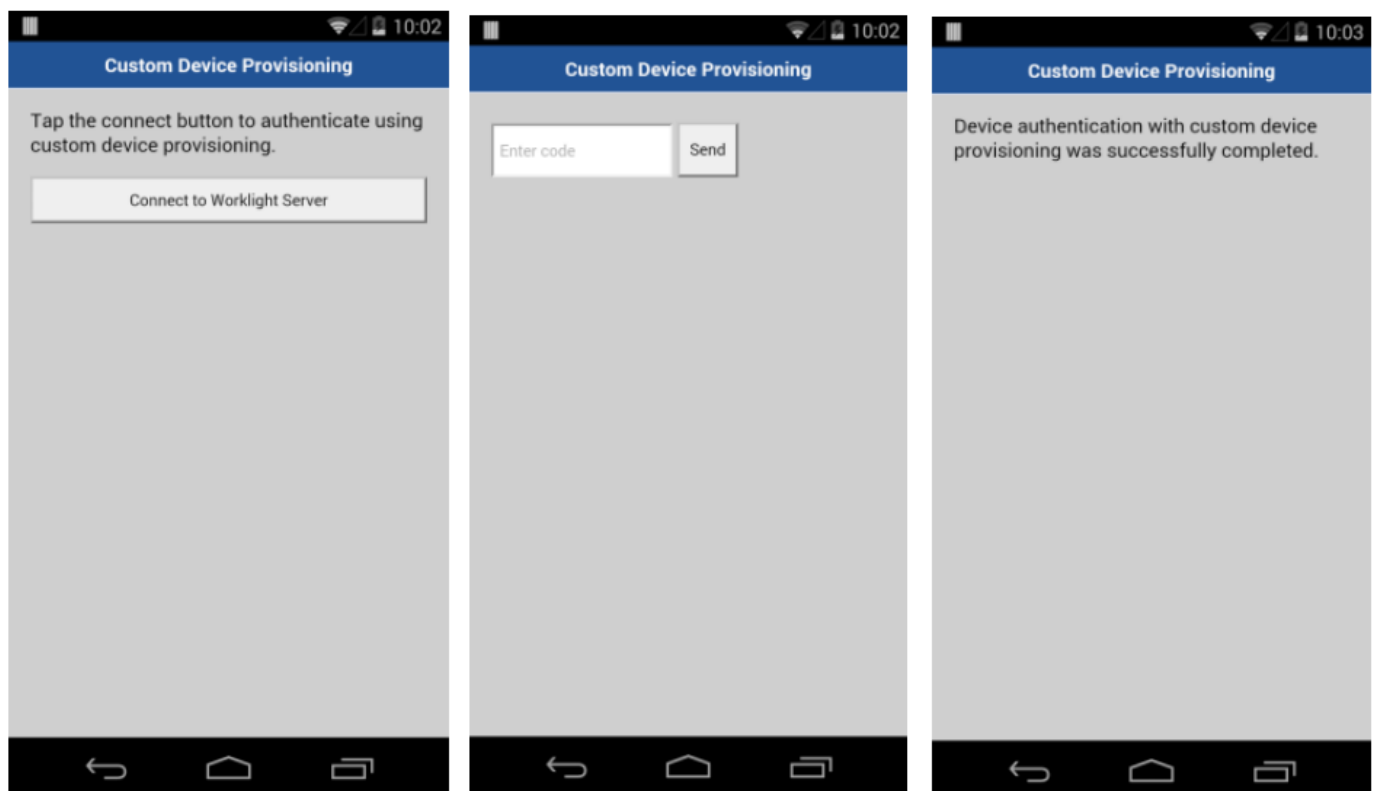 10:02
Custom Device Provisioning
Tap the connect button to authenticate using
custom device provisioning.
Connect to Worklight Server
10:02
Custom Device Provisioning
Enter code
Send
10:03
Custom Device Provisioning
Device authentication with custom device
provisioning was successfully completed.